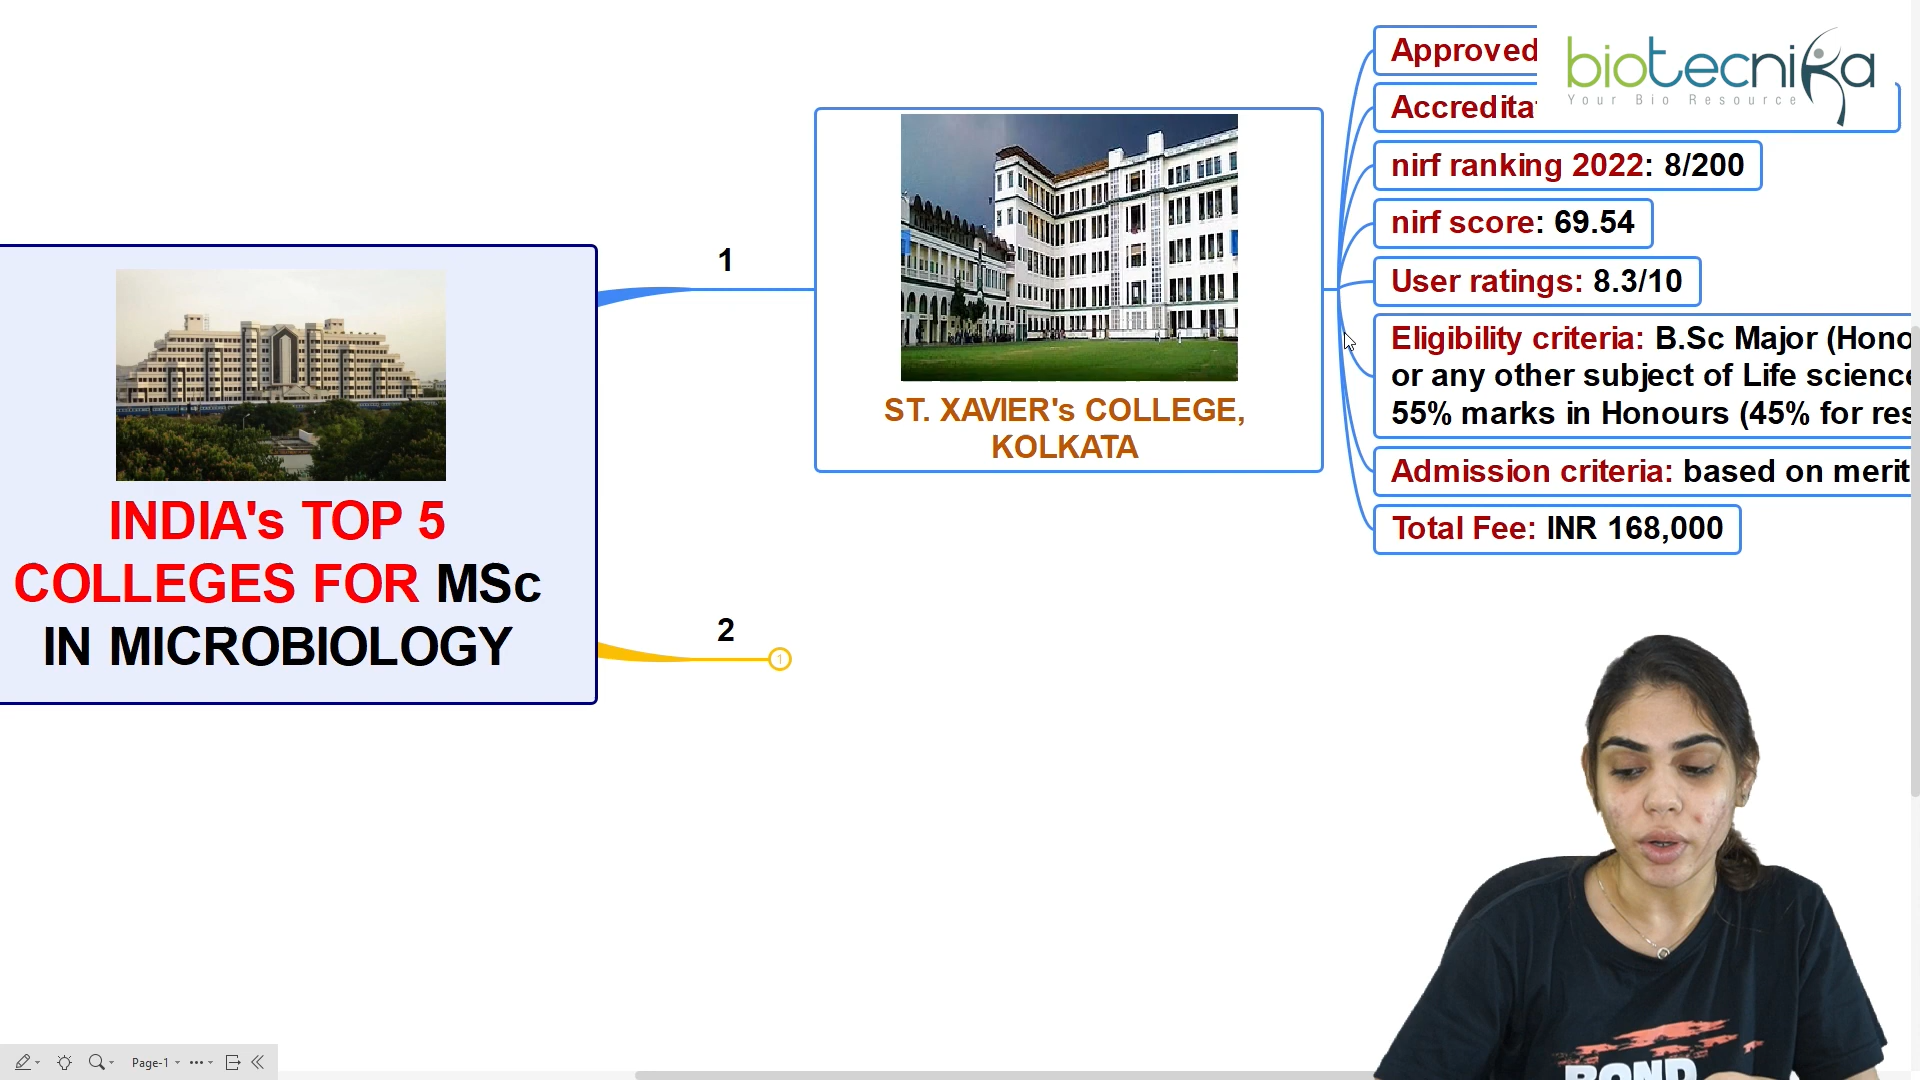 Approved
biotecnika
Your Bio Resource
Accredita
nirf ranking 2022: 8/200
nirf score: 69.54
User ratings: 8.3/10
Eligibility criteria: B.Sc Major (Hono
or any other subject of Life science
55% marks in Honours (45% for res
Admission criteria: based on merit
Total Fee: INR 168,000
1
ST. XAVIER's COLLEGE,
KOLKATA
INDIA's TOP 5
COLLEGES FOR MSc
IN MICROBIOLOGY
2
1
BOND
Page-1